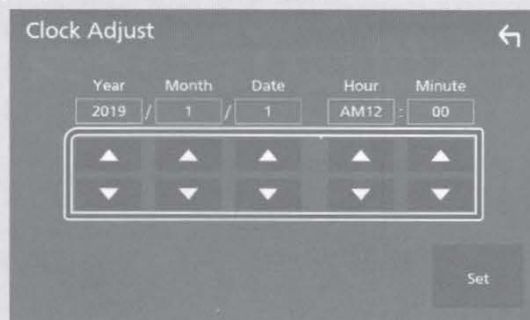 Clock Adjust
Year Month Date Hour Minute
2019 / 1 / 1 AM12 : 00
Set